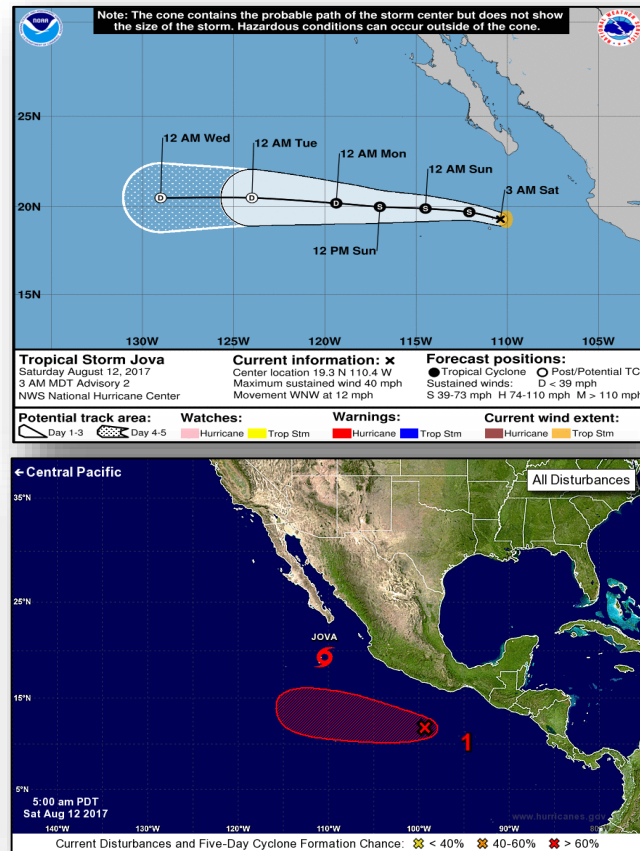 Note: The cone contains the probable path of the storm center but does not show
the size of the storm. Hazardous conditions can occur outside of the cone.
NOAA
25N
12 AM Wed
12 AM Tue
12 AM Mon
12 AM Sun
3 AM Sat
D
D
D
S
S
S
20N
12 PM Sun
15N
130W 125W 120W 115W 110W 105W
Tropical Storm Jova
Saturday August 12, 2017
3 AM MDT Advisory 2
NWS National Hurricane Center
Current information: x
Center location 19.3 N 110.4 W
Maximum sustained wind 40 mph
Movement WNW at 12 mph
Forecast positions:
Tropical Cyclone Post/Potential TC
Sustained winds: D < 39 mph
S 39-73 mph H 74-110 mph M > 110 mph
Potential track area:
Day 1-3 Day 4-5
Watches:
Hurricane Trop Stm
Warnings:
Hurricane Trop Stm
Current wind extent:
Hurricane Trop Stm
← Central Pacific
All Disturbances
35°N
25°N
JOVA
15°N
1
5°N
5:00 am PDT
Sat Aug 12 2017
www.hurricanes.gov
140°W 130°W 120°W 110°W 100°W 90°W
Current Disturbances and Five-Day Cyclone Formation Chance: < 40% 40-60% > 60%